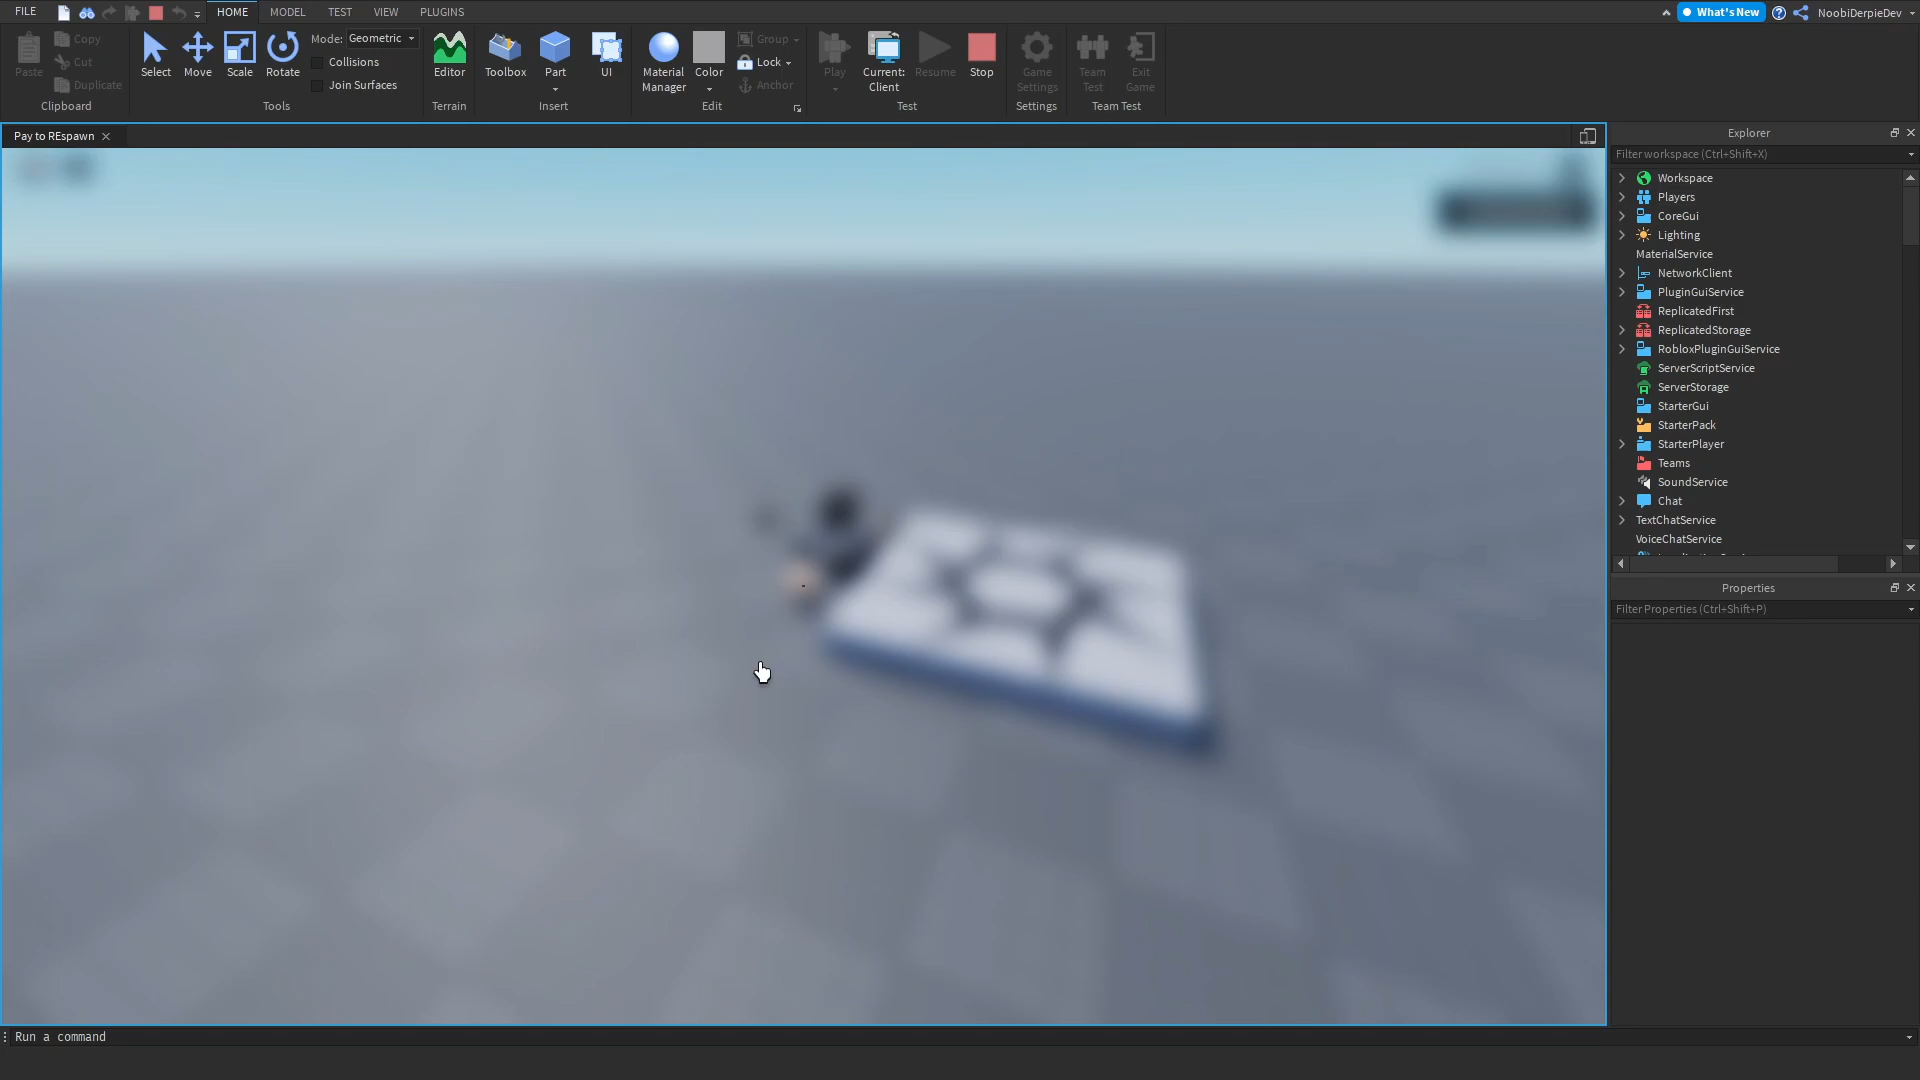 FILE
HOME
MODEL
TEST
VIEW
PLUGINS
What's New
NoobiDerpieDev
Paste
Copy
Cut
Duplicate
Clipboard
Select
Move
Scale
Rotate
Mode: Geometric
Collisions
Join Surfaces
Tools
Editor
Terrain
Toolbox
Part
UI
Insert
Material
Manager
Color
Group
Lock
Anchor
Edit
Play
Current:
Client
Resume
Stop
Test
Game
Settings
Settings
Team
Test
Exit
Game
Team Test
Pay to REspawn
Explorer
Filter workspace (Ctrl+Shift+X)
Workspace
Players
CoreGui
Lighting
MaterialService
NetworkClient
PluginGuiService
ReplicatedFirst
ReplicatedStorage
RobloxPluginGuiService
ServerScriptService
ServerStorage
StarterGui
StarterPack
StarterPlayer
Teams
SoundService
Chat
TextChatService
VoiceChatService
Properties
Filter Properties (Ctrl+Shift+P)
Run a command